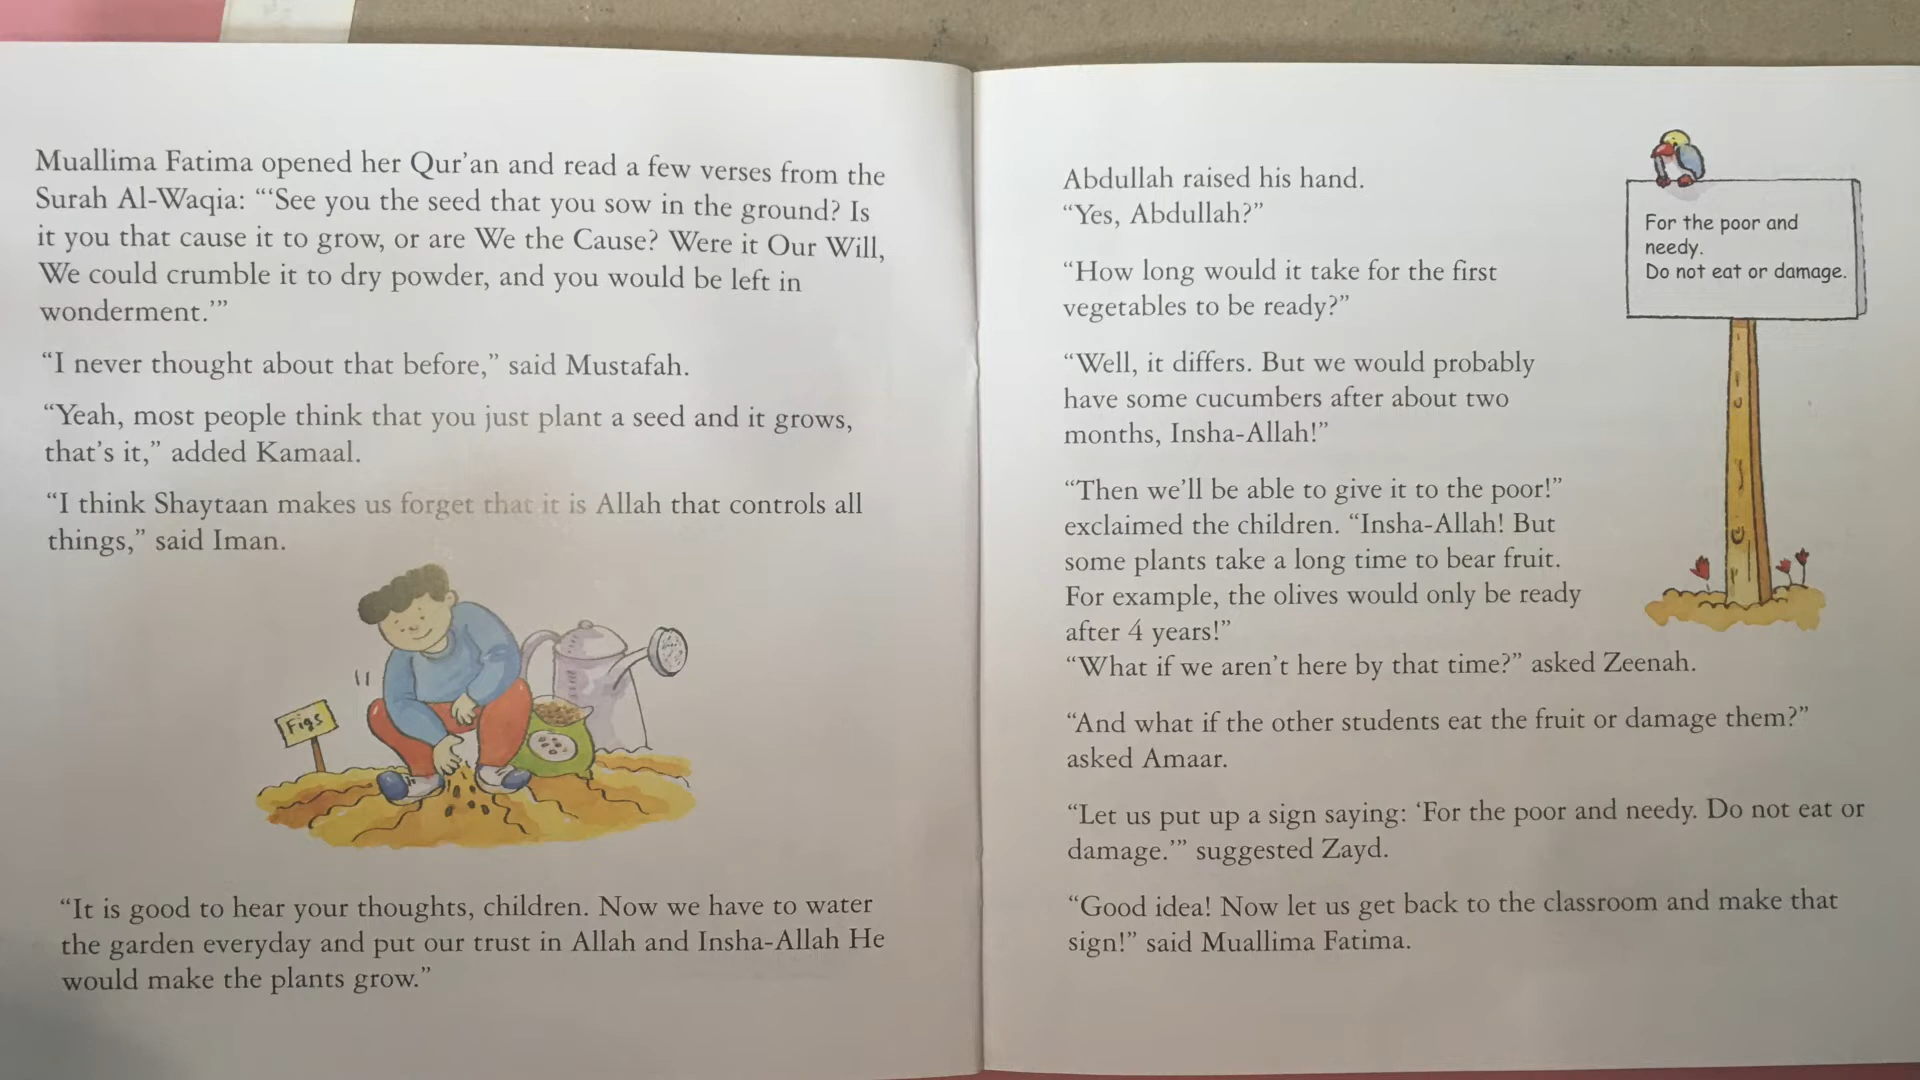 Muallima Fatima opened her Qur’an and read a few verses from the
Surah Al-Waqia: “‘See you the seed that you sow in the ground? Is
it you that cause it to grow, or are We the Cause? Were it Our Will,
We could crumble it to dry powder, and you would be left in
wonderment.’”
“I never thought about that before,” said Mustafah.
“Yeah, most people think that you just plant a seed and it grows,
that’s it,” added Kamaal.
“I think Shaytaan makes us forget that it is Allah that controls all
things,” said Iman.
Figs
“It is good to hear your thoughts, children. Now we have to water
the garden everyday and put our trust in Allah and Insha-Allah He
would make the plants grow.”
Abdullah raised his hand.
“Yes, Abdullah?”
“How long would it take for the first
vegetables to be ready?”
“Well, it differs. But we would probably
have some cucumbers after about two
months, Insha-Allah!”
“Then we’ll be able to give it to the poor!”
exclaimed the children. “Insha-Allah! But
some plants take a long time to bear fruit.
For example, the olives would only be ready
after 4 years!”
“What if we aren’t here by that time?” asked Zeenah.
“And what if the other students eat the fruit or damage them?”
asked Amaar.
“Let us put up a sign saying: ‘For the poor and needy. Do not eat or
damage.’” suggested Zayd.
“Good idea! Now let us get back to the classroom and make that
sign!” said Muallima Fatima.
For the poor and
needy.
Do not eat or damage.